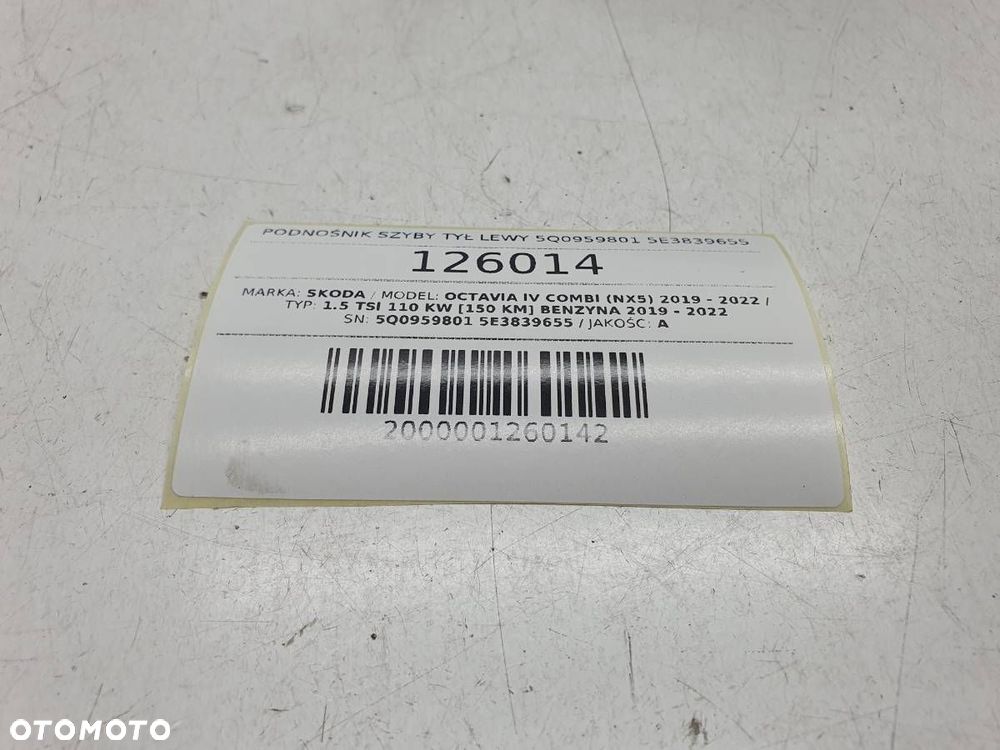 PODNOŚNIK SZYBY TYŁ LEWY 5Q0959801 5E3839655
126014
MARKA: SKODA / MODEL: OCTAVIA IV COMBI (NX5) 2019 - 2022 /
TYP: 1.5 TSI 110 KW [150 KM] BENZYNA 2019 - 2022
SN: 5Q0959801 5E3839655 / JAKOŚĆ: A
2000001260142
OTOMOTO